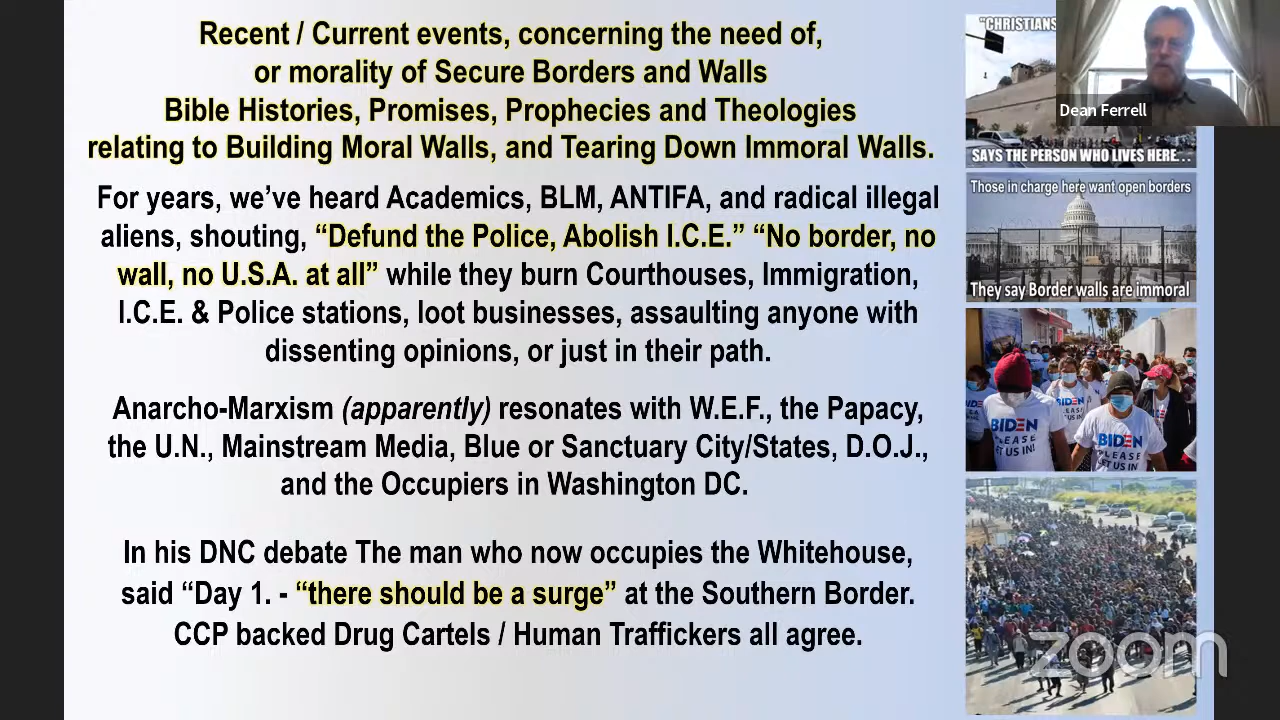 Recent / Current events, concerning the need of,
or morality of Secure Borders and Walls
Bible Histories, Promises, Prophecies and Theologies
relating to Building Moral Walls, and Tearing Down Immoral Walls.
For years, we’ve heard Academics, BLM, ANTIFA, and radical illegal
aliens, shouting, “Defund the Police, Abolish I.C.E.” “No border, no
wall, no U.S.A. at all” while they burn Courthouses, Immigration,
I.C.E. & Police stations, loot businesses, assaulting anyone with
dissenting opinions, or just in their path.
Anarcho-Marxism (apparently) resonates with W.E.F., the Papacy,
the U.N., Mainstream Media, Blue or Sanctuary City/States, D.O.J.,
and the Occupiers in Washington DC.
In his DNC debate The man who now occupies the Whitehouse,
said “Day 1. - “there should be a surge” at the Southern Border.
CCP backed Drug Cartels / Human Traffickers all agree.
"CHRISTIANS
Dean Ferrell
SAYS THE PERSON WHO LIVES HERE. . .
Those in charge here want open borders
They say Border walls are immoral
BIDEN
PLEASE
LET US IN!
BIDEN
PLEASE
LET US IN!
zoom